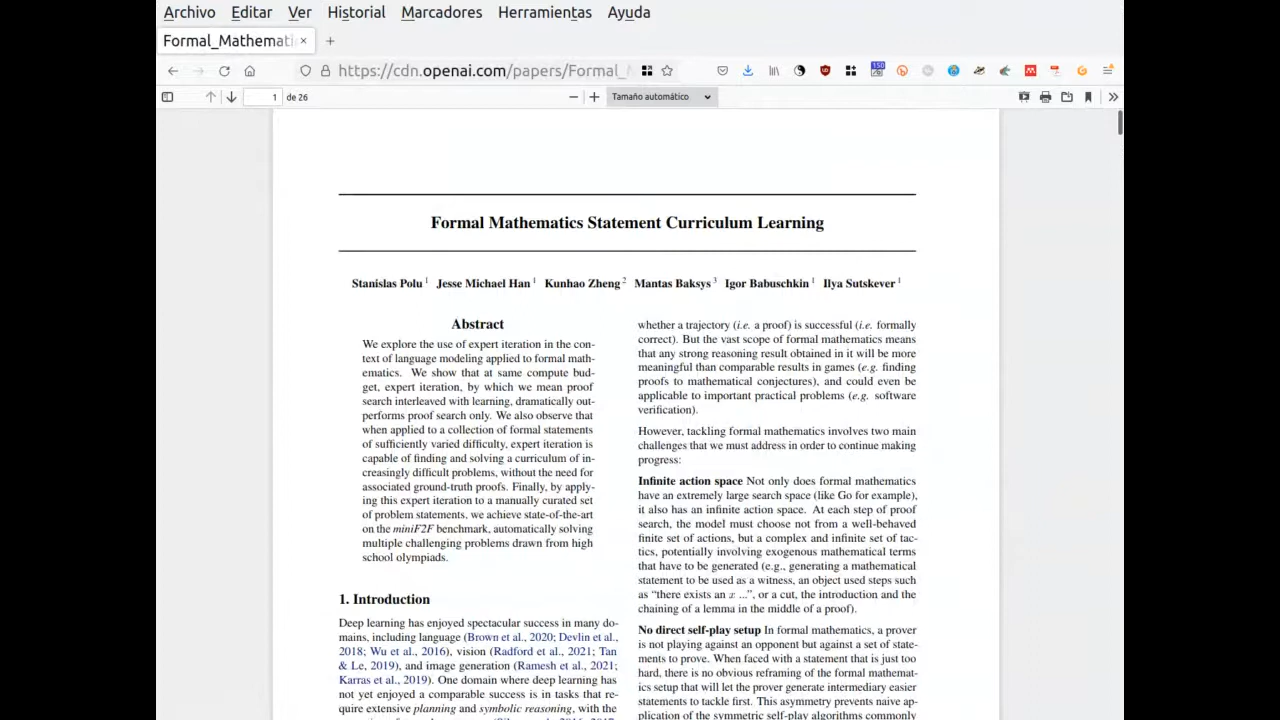 Archivo Editar Ver Historial Marcadores Herramientas Ayuda
Formal_Mathemati × +
https://cdn.openai.com/papers/Formal_
150
1 de 26
Tamaño automático
Formal Mathematics Statement Curriculum Learning
Stanislas Polu 1 Jesse Michael Han 1 Kunhao Zheng 2 Mantas Baksys 3 Igor Babuschkin 1 Ilya Sutskever 1
Abstract
We explore the use of expert iteration in the con-
text of language modeling applied to formal math-
ematics. We show that at same compute bud-
get, expert iteration, by which we mean proof
search interleaved with learning, dramatically out-
performs proof search only. We also observe that
when applied to a collection of formal statements
of sufficiently varied difficulty, expert iteration is
capable of finding and solving a curriculum of in-
creasingly difficult problems, without the need for
associated ground-truth proofs. Finally, by apply-
ing this expert iteration to a manually curated set
of problem statements, we achieve state-of-the-art
on the miniF2F benchmark, automatically solving
multiple challenging problems drawn from high
school olympiads.
1. Introduction
Deep learning has enjoyed spectacular success in many do-
mains, including language (Brown et al., 2020; Devlin et al.,
2018; Wu et al., 2016), vision (Radford et al., 2021; Tan
& Le, 2019), and image generation (Ramesh et al., 2021;
Karras et al., 2019). One domain where deep learning has
not yet enjoyed a comparable success is in tasks that re-
quire extensive planning and symbolic reasoning, with the
whether a trajectory (i.e. a proof) is successful (i.e. formally
correct). But the vast scope of formal mathematics means
that any strong reasoning result obtained in it will be more
meaningful than comparable results in games (e.g. finding
proofs to mathematical conjectures), and could even be
applicable to important practical problems (e.g. software
verification).
However, tackling formal mathematics involves two main
challenges that we must address in order to continue making
progress:
Infinite action space Not only does formal mathematics
have an extremely large search space (like Go for example),
it also has an infinite action space. At each step of proof
search, the model must choose not from a well-behaved
finite set of actions, but a complex and infinite set of tac-
tics, potentially involving exogenous mathematical terms
that have to be generated (e.g., generating a mathematical
statement to be used as a witness, an object used steps such
as “there exists an x ...”, or a cut, the introduction and the
chaining of a lemma in the middle of a proof).
No direct self-play setup In formal mathematics, a prover
is not playing against an opponent but against a set of state-
ments to prove. When faced with a statement that is just too
hard, there is no obvious reframing of the formal mathemat-
ics setup that will let the prover generate intermediary easier
statements to tackle first. This asymmetry prevents naive ap-
plication of the symmetric self-play algorithms commonly